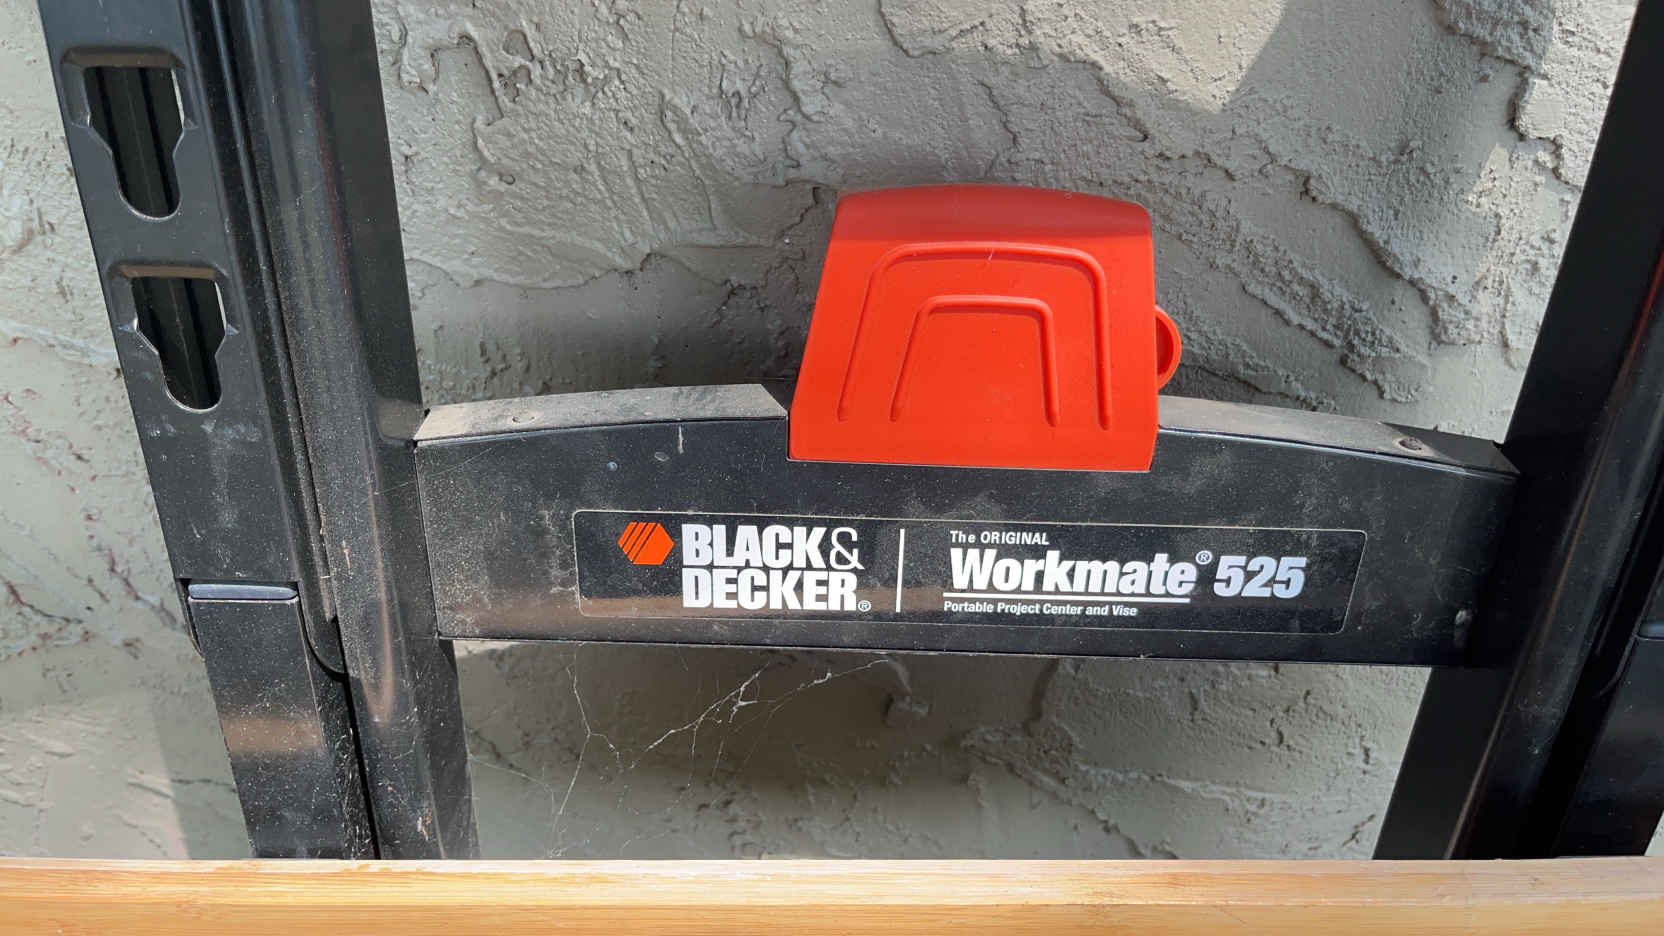 BLACK&
DECKER®
The ORIGINAL
Workmate® 525
Portable Project Center and Vise